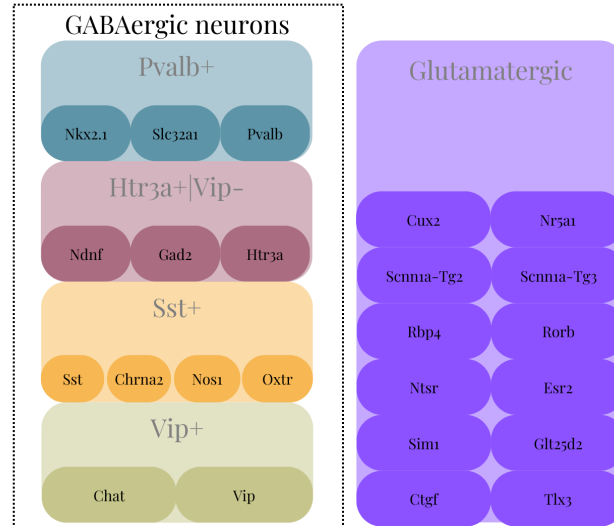 GABAergic neurons
Pvalb+
Nkx2.1 Slc32a1 Pvalb
Htr3a+|Vip-
Ndnf Gad2 Htr3a
Sst+
Sst Chrna2 Nos1 Oxtr
Vip+
Chat Vip
Glutamatergic
Cux2 Nr5a1
Scnn1a-Tg2 Scnn1a-Tg3
Rbp4 Rorb
Ntsr Esr2
Sim1 Glt25d2
Ctgf Tlx3